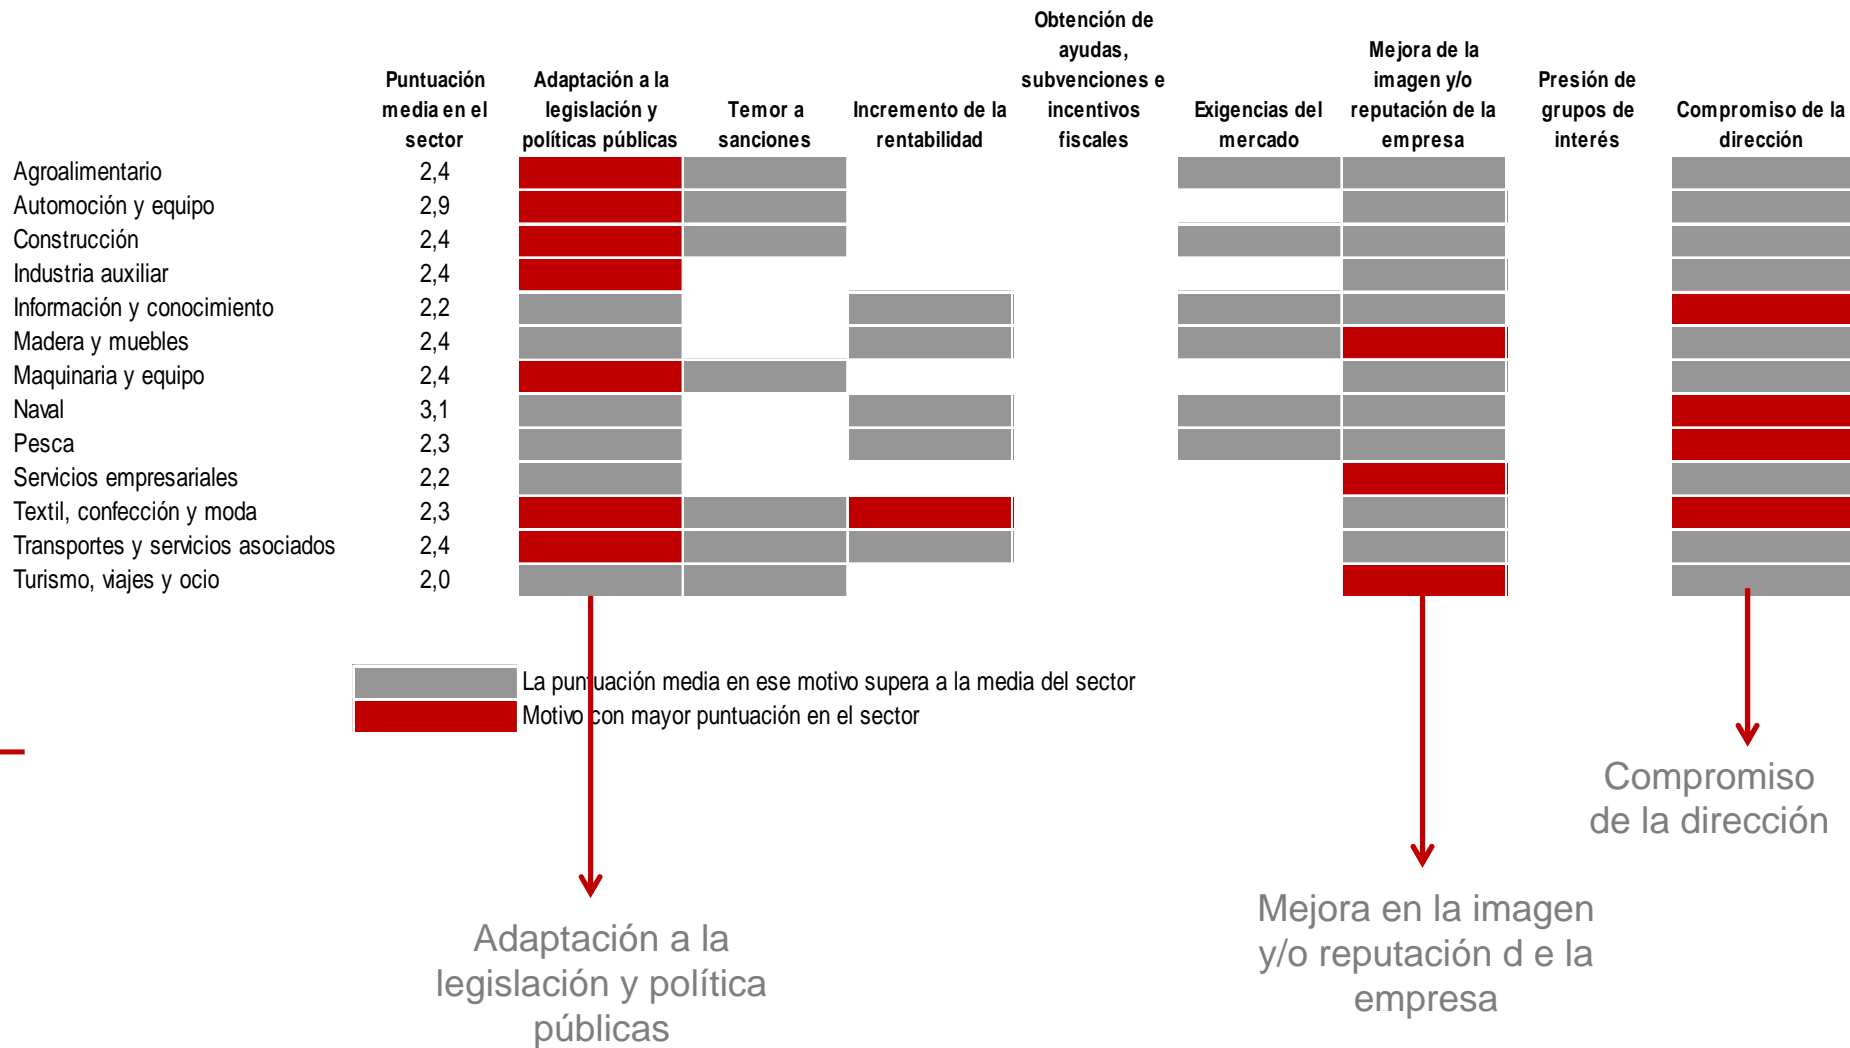 Puntuación
media en el
sector
Adaptación a la
legislación y
políticas públicas
Temor a
sanciones
Incremento de la
rentabilidad
Obtención de
ayudas,
subvenciones e
incentivos
fiscales
Exigencias del
mercado
Mejora de la
imagen y/o
reputación de la
empresa
Presión de
grupos de
interés
Compromiso de la
dirección
Agroalimentario 2,4
Automoción y equipo 2,9
Construcción 2,4
Industria auxiliar 2,4
Información y conocimiento 2,2
Madera y muebles 2,4
Maquinaria y equipo 2,4
Naval 3,1
Pesca 2,3
Servicios empresariales 2,2
Textil, confección y moda 2,3
Transportes y servicios asociados 2,4
Turismo, viajes y ocio 2,0
La puntuación media en ese motivo supera a la media del sector
Motivo con mayor puntuación en el sector
Compromiso
de la dirección
Mejora en la imagen
y/o reputación d e la
empresa
Adaptación a la
legislación y política
públicas